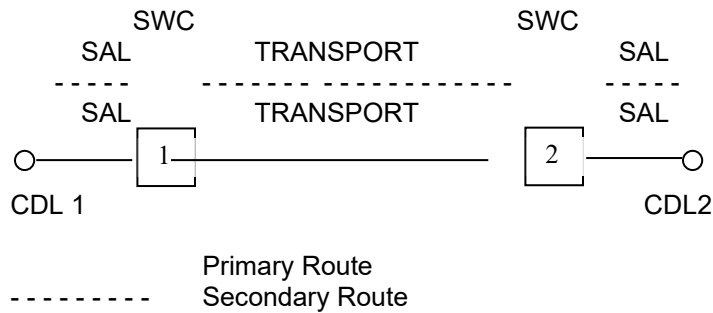 SWC SWC
SAL TRANSPORT SAL
SAL TRANSPORT SAL
1 2
CDL 1 CDL2
Primary Route
Secondary Route